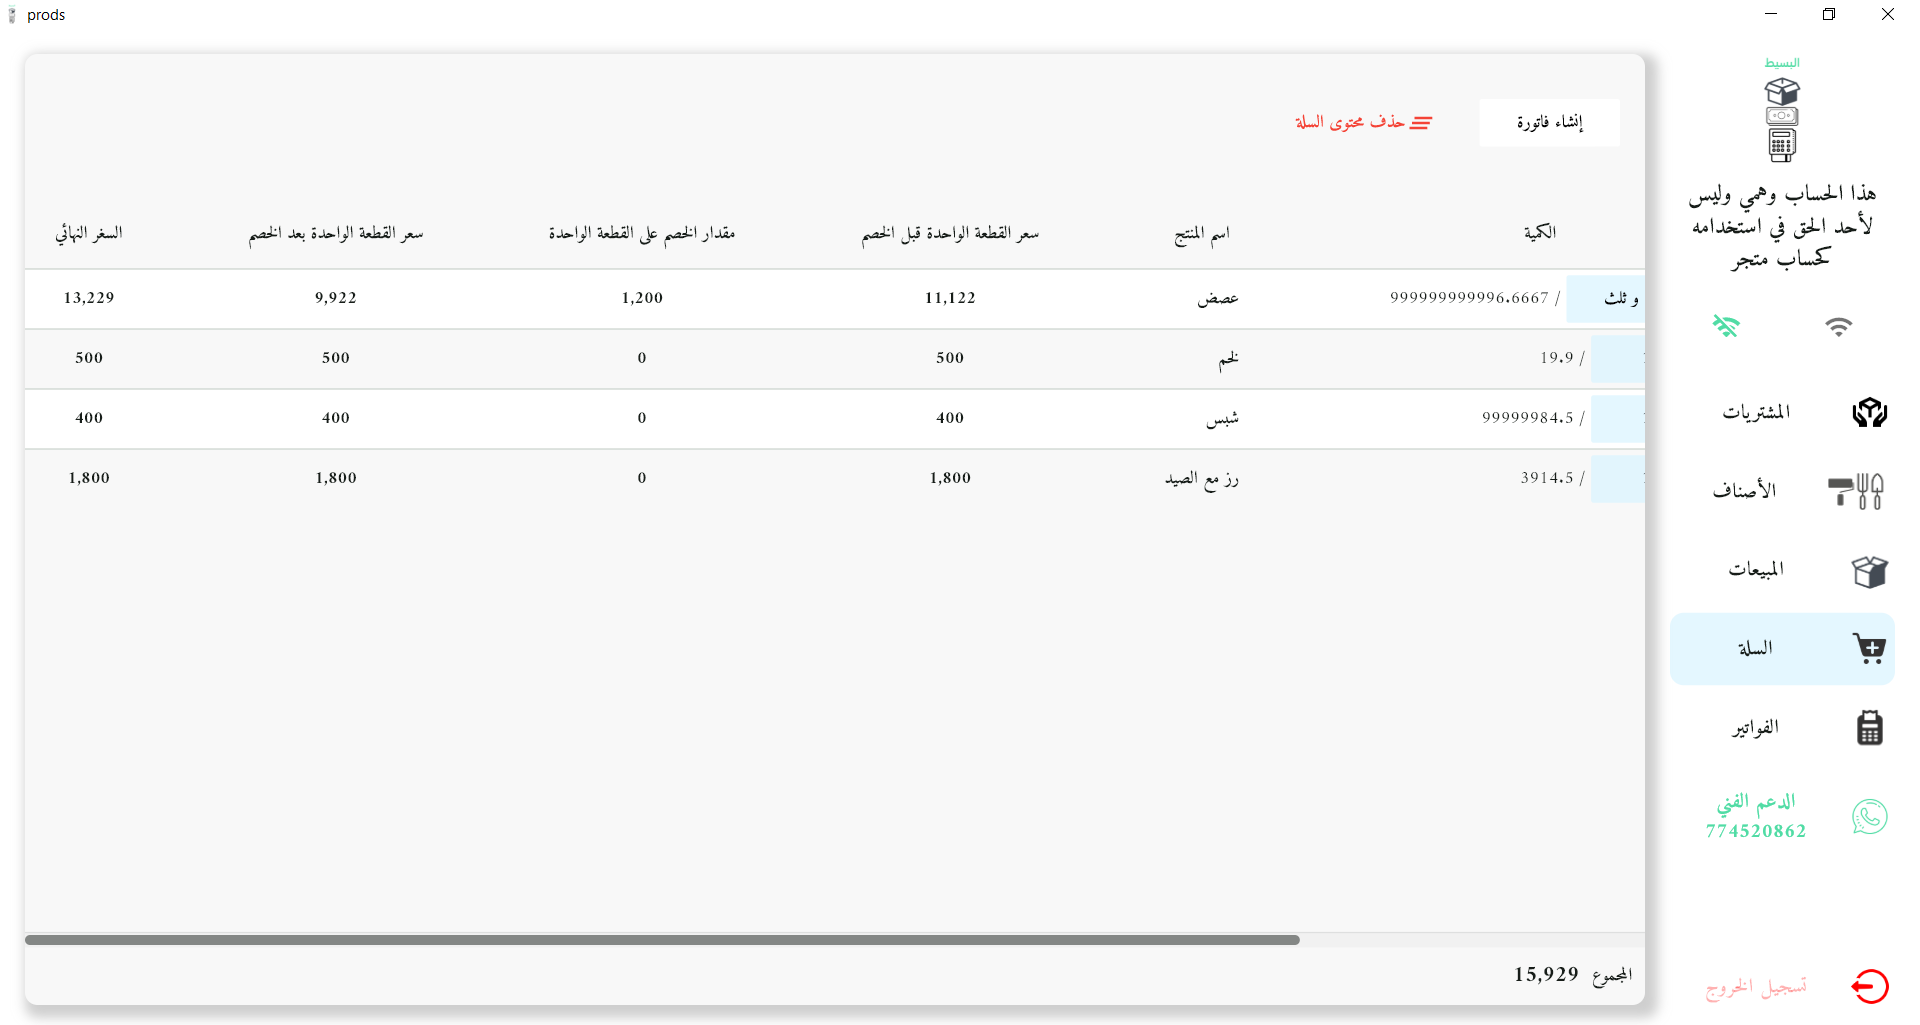 prods
البسيط
هذا الحساب وهمي وليس
لأحد الحق في استخدامه
كحساب متجر
المشتريات
الأصناف
المبيعات
السلة
الفواتير
الدعم الفني
774520862
تسجيل الخروج
إنشاء فاتورة
حذف محتوى السلة
الكمية اسم المنتج سعر القطعة الواحدة قبل الخصم مقدار الخصم على القطعة الواحدة سعر القطعة الواحدة بعد الخصم السغر النهائي
و ثلث / 999999999996.6667 عصض 11,122 1,200 9,922 13,229
/ 19.9 لخم 500 0 500 500
/ 99999984.5 شبس 400 0 400 400
/ 3914.5 رز مع الصيد 1,800 0 1,800 1,800
المجموع 15,929